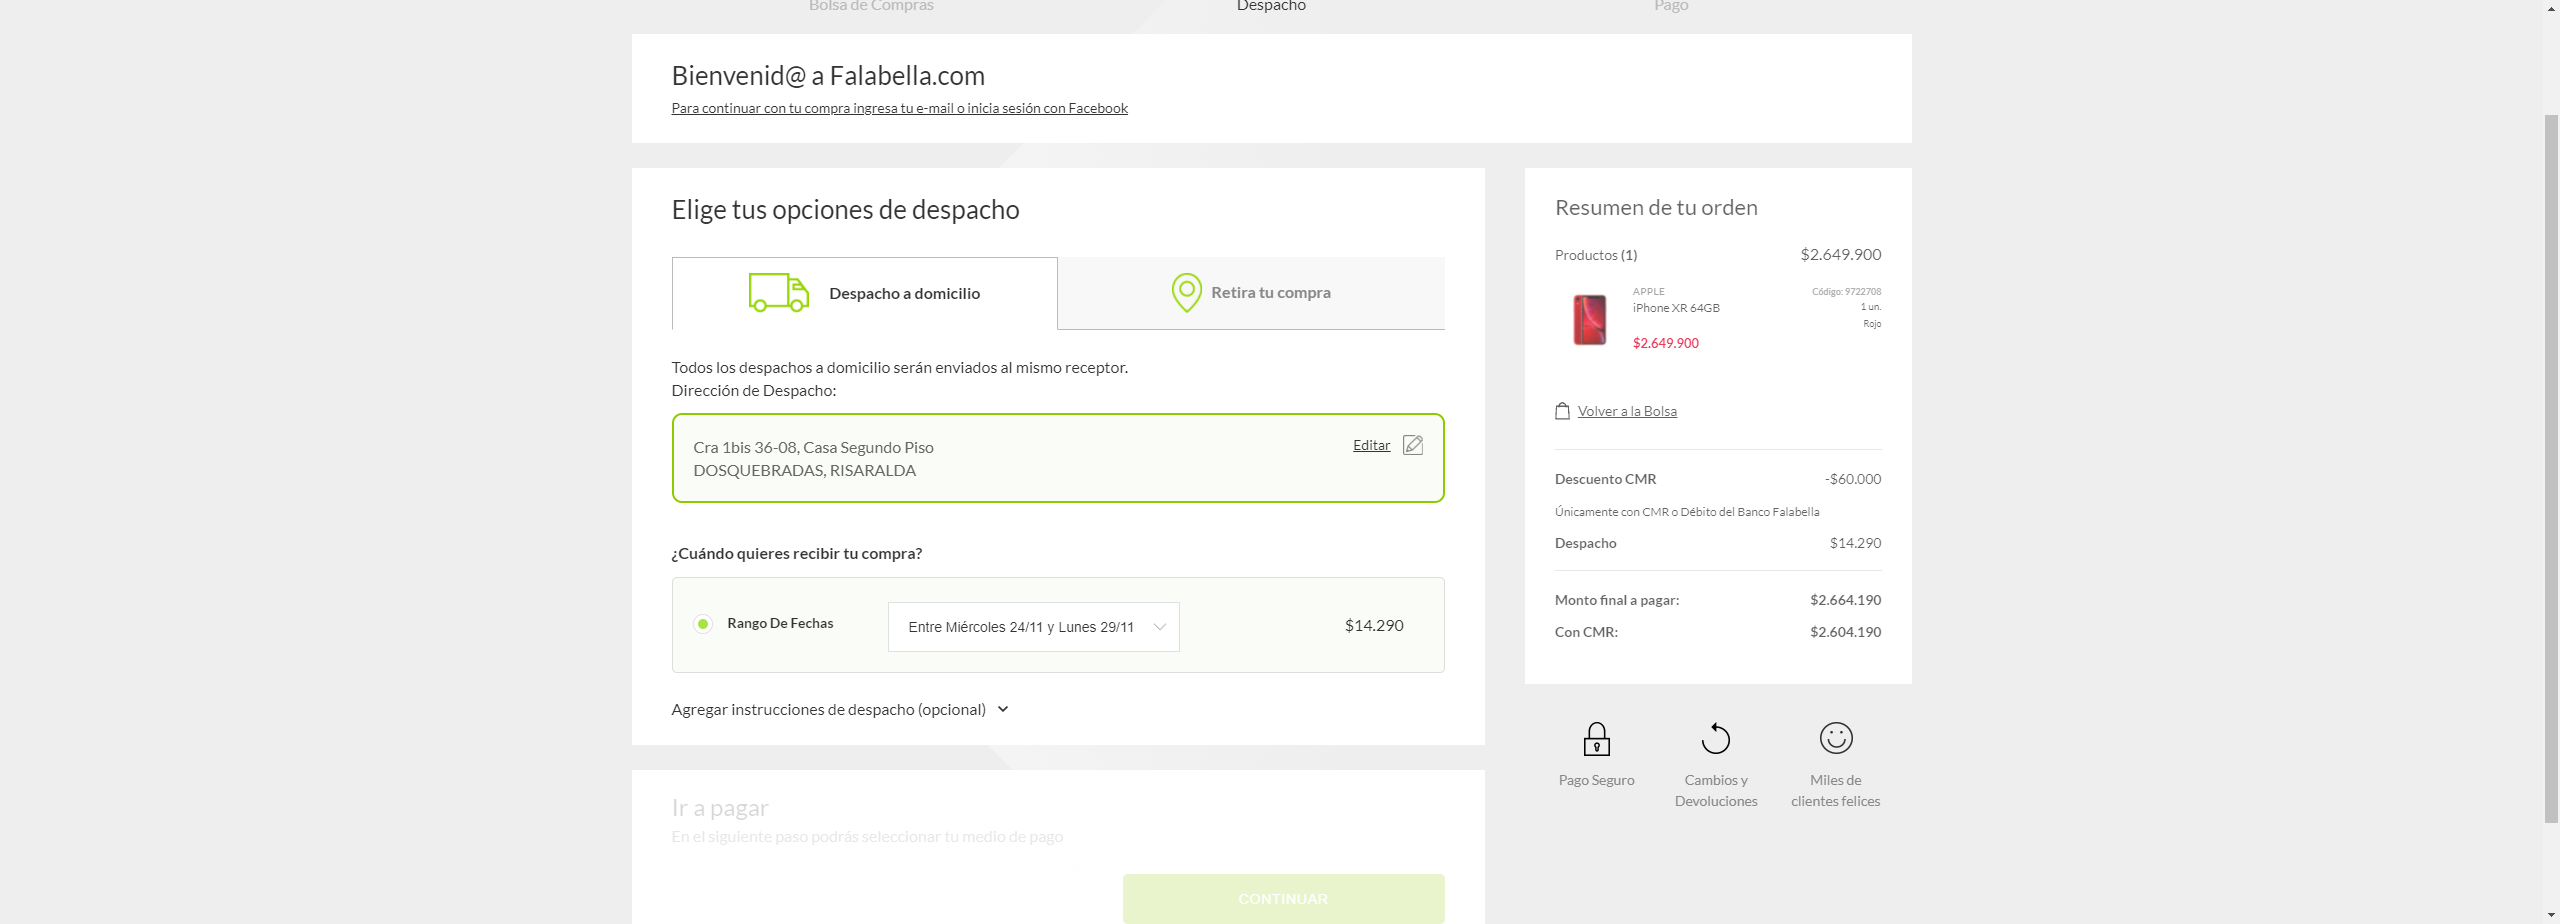 Bolsa de Compras
Despacho
Pago
Bienvenid@ a Falabella.com
Para continuar con tu compra ingresa tu e-mail o inicia sesión con Facebook
Elige tus opciones de despacho
Despacho a domicilio
Retira tu compra
Todos los despachos a domicilio serán enviados al mismo receptor.
Dirección de Despacho:
Cra 1bis 36-08, Casa Segundo Piso
DOSQUEBRADAS, RISARALDA
Editar
¿Cuándo quieres recibir tu compra?
Rango De Fechas
Entre Miércoles 24/11 y Lunes 29/11
$14.290
Agregar instrucciones de despacho (opcional)
Ir a pagar
En el siguiente paso podrás seleccionar tu medio de pago
CONTINUAR
Resumen de tu orden
Productos (1) $2.649.900
APPLE Código: 9722708
iPhone XR 64GB 1 un.
Rojo
$2.649.900
Volver a la Bolsa
Descuento CMR -$60.000
Únicamente con CMR o Débito del Banco Falabella
Despacho $14.290
Monto final a pagar: $2.664.190
Con CMR: $2.604.190
Pago Seguro
Cambios y
Devoluciones
Miles de
clientes felices